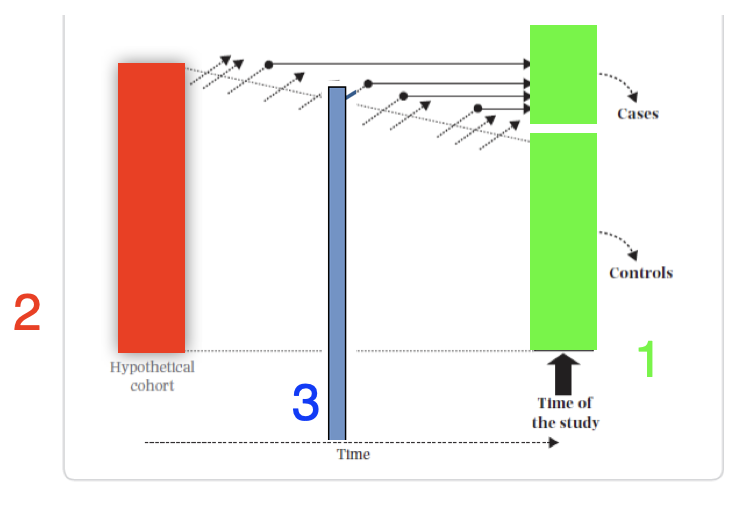 Cases
Controls
2
1
Hypothetical
cohort
3
Time of
the study
Time